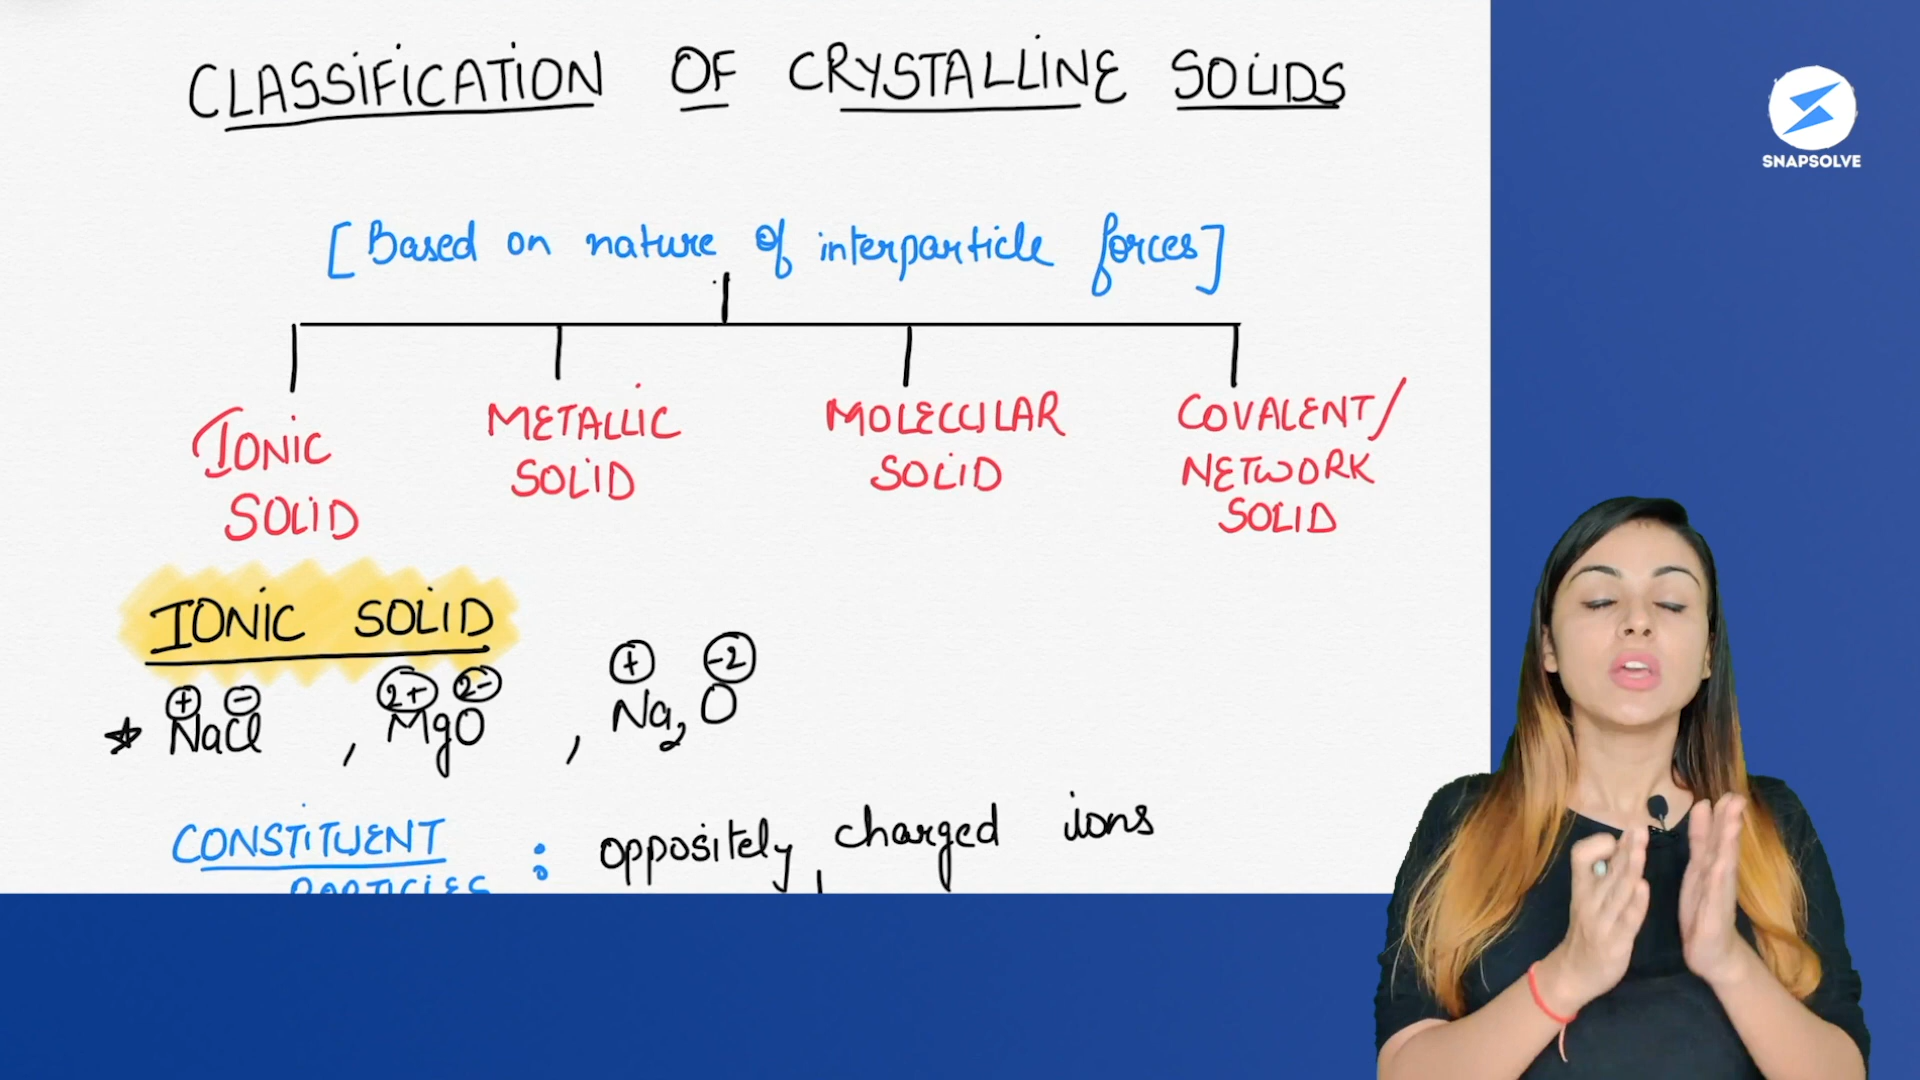 CLASSIFICATION OF CRYSTALLINE SOLIDS
SNAPSOLVE
[Based on nature of interparticle forces]
IONIC SOLID
METALLIC SOLID
MOLECULAR SOLID
COVALENT/ NETWORK SOLID
IONIC SOLID
+ - 2+ 2- + -2
NaCl , MgO , Na2O
CONSTITUENT : oppositely charged ions
PARTICLES